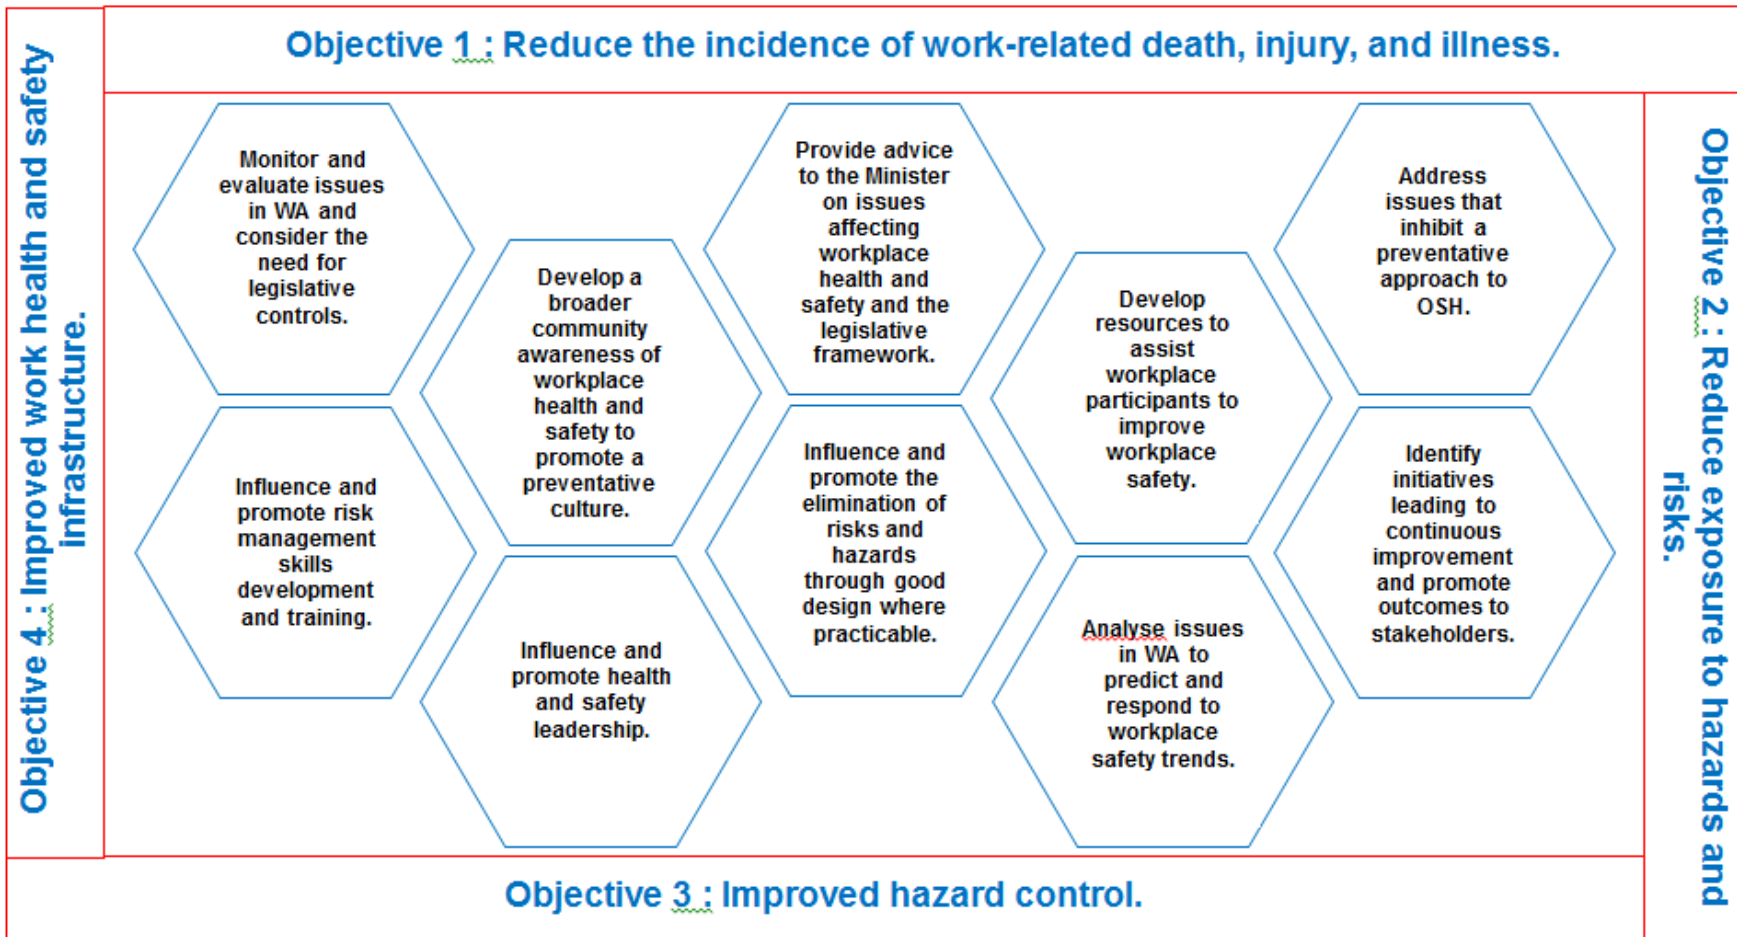 Objective 1 : Reduce the incidence of work-related death, injury, and illness.
Objective 4 : Improved work health and safety
infrastructure.
Monitor and
evaluate issues
in WA and
consider the
need for
legislative
controls.
Develop a
broader
community
awareness of
workplace
health and
safety to
promote a
preventative
culture.
Provide advice
to the Minister
on issues
affecting
workplace
health and
safety and the
legislative
framework.
Develop
resources to
assist
workplace
participants to
improve
workplace
safety.
Address
issues that
inhibit a
preventative
approach to
OSH.
Influence and
promote risk
management
skills
development
and training.
Influence and
promote health
and safety
leadership.
Influence and
promote the
elimination of
risks and
hazards
through good
design where
practicable.
Analyse issues
in WA to
predict and
respond to
workplace
safety trends.
Identify
initiatives
leading to
continuous
improvement
and promote
outcomes to
stakeholders.
Objective 2 : Reduce exposure to hazards and
risks.
Objective 3 : Improved hazard control.